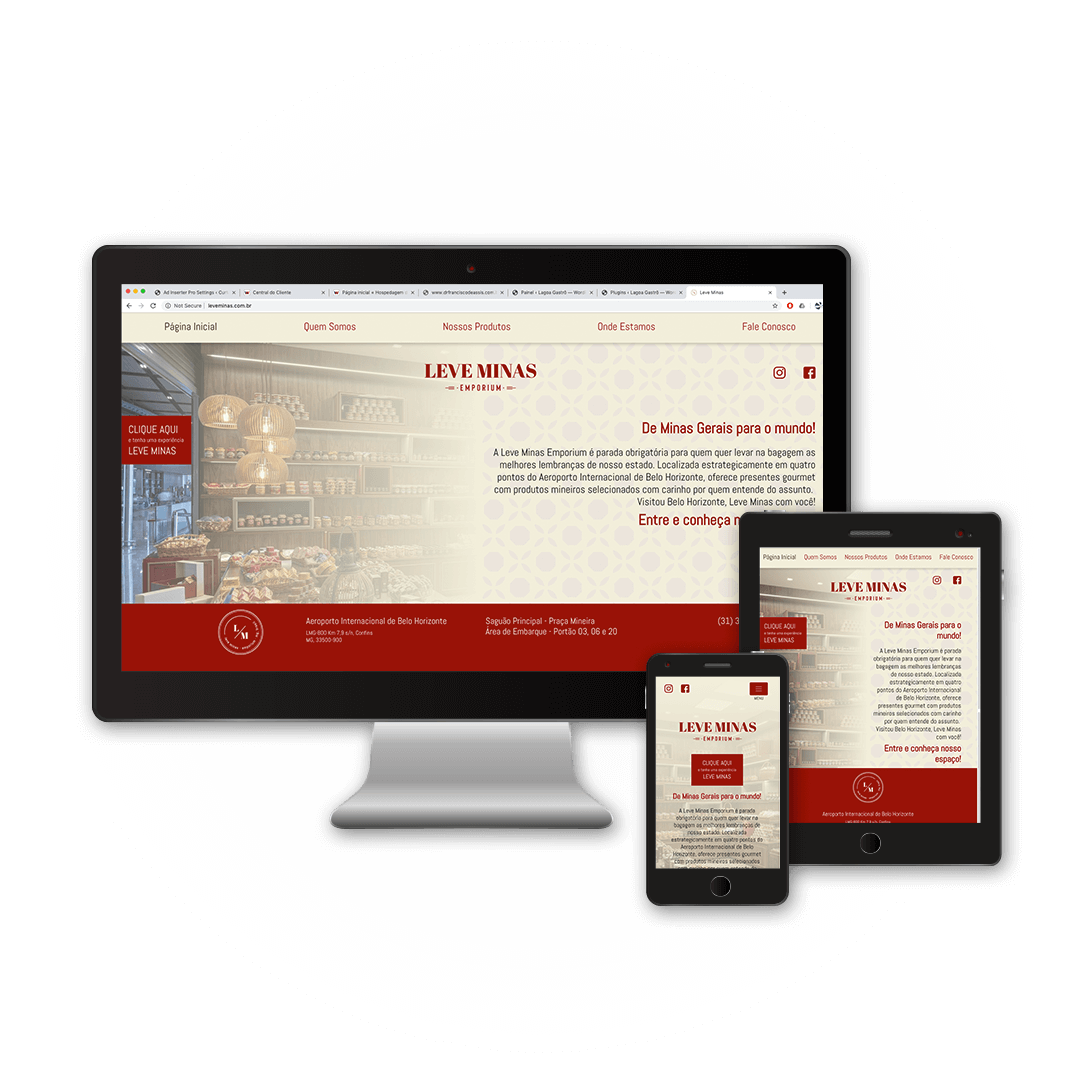 Ad Inserter Pro Settings ‹ Cur
Central do Cliente
Página inicial « Hospedagem
www.drfranciscodeassis.com
Painel ‹ Lagoa Gastrô — Word
Plugins ‹ Lagoa Gastrô — Wor
Leve Minas
Not Secure | leveminas.com.br
Página Inicial
Quem Somos
Nossos Produtos
Onde Estamos
Fale Conosco
LEVE MINAS
EMPORIUM
CLIQUE AQUI
e tenha uma experiência
LEVE MINAS
De Minas Gerais para o mundo!
A Leve Minas Emporium é parada obrigatória para quem quer levar na bagagem as
melhores lembranças de nosso estado. Localizada estrategicamente em quatro
pontos do Aeroporto Internacional de Belo Horizonte, oferece presentes gourmet
com produtos mineiros selecionados com carinho por quem entende do assunto.
Visitou Belo Horizonte, Leve Minas com você!
Entre e conheça n
L/M
Aeroporto Internacional de Belo Horizonte
LMG-800 Km 7,9 s/n, Confins
MG, 33500-900
Saguão Principal - Praça Mineira
Área de Embarque - Portão 03, 06 e 20
(31) 3
Página Inicial
Quem Somos
Nossos Produtos
Onde Estamos
Fale Conosco
LEVE MINAS
EMPORIUM
CLIQUE AQUI
e tenha uma experiência
LEVE MINAS
De Minas Gerais para o
mundo!
A Leve Minas Emporium é parada
obrigatória para quem quer levar na
bagagem as melhores lembranças
de nosso estado. Localizada
estrategicamente em quatro
pontos do Aeroporto Internacional
de Belo Horizonte, oferece
presentes gourmet com produtos
mineiros selecionados com carinho
por quem entende do assunto.
Visitou Belo Horizonte, Leve Minas
com você!
Entre e conheça nosso
espaço!
L/M
Aeroporto Internacional de Belo Horizonte
LMG-800 Km 7,9 s/n, Confins
MENU
LEVE MINAS
EMPORIUM
CLIQUE AQUI
e tenha uma experiência
LEVE MINAS
De Minas Gerais para o mundo!
A Leve Minas Emporium é parada
obrigatória para quem quer levar na
bagagem as melhores lembranças de
nosso estado. Localizada
estrategicamente em quatro pontos do
Aeroporto Internacional de Belo
Horizonte, oferece presentes gourmet
com produtos mineiros selecionados